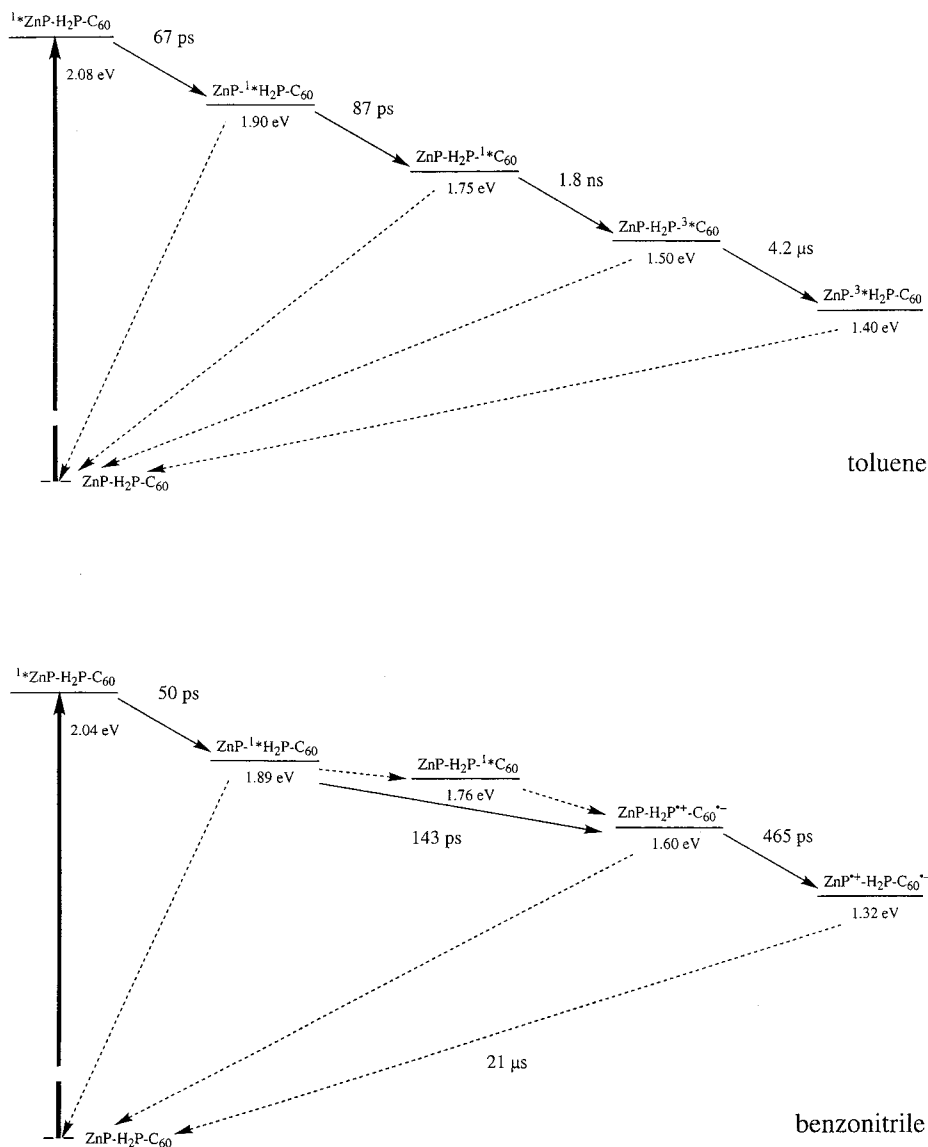 ¹*ZnP-H₂P-C₆₀
67 ps
2.08 eV
ZnP-¹*H₂P-C₆₀
1.90 eV
87 ps
ZnP-H₂P-¹*C₆₀
1.75 eV
1.8 ns
ZnP-H₂P-³*C₆₀
1.50 eV
4.2 μs
ZnP-³*H₂P-C₆₀
1.40 eV
ZnP-H₂P-C₆₀
toluene
¹*ZnP-H₂P-C₆₀
50 ps
2.04 eV
ZnP-¹*H₂P-C₆₀
1.89 eV
ZnP-H₂P-¹*C₆₀
1.76 eV
143 ps
ZnP-H₂P•⁺-C₆₀•⁻
1.60 eV
465 ps
ZnP•⁺-H₂P-C₆₀•⁻
1.32 eV
21 μs
ZnP-H₂P-C₆₀
benzonitrile